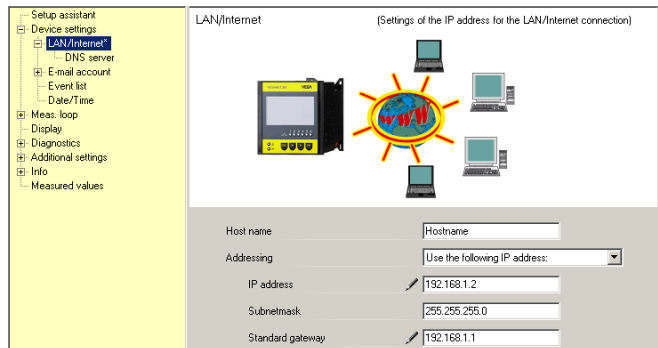 Setup assistant
Device settings
LAN/Internet*
DNS server
E-mail account
Event list
Date/Time
Meas. loop
Display
Diagnostics
Additional settings
Info
Measured values
LAN/Internet (Settings of the IP address for the LAN/Internet connection)
VEGA
WWW
Host name Hostname
Addressing Use the following IP address:
IP address 192.168.1.2
Subnetmask 255.255.255.0
Standard gateway 192.168.1.1